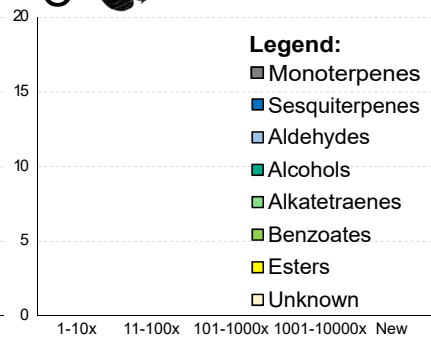 20
Legend:
Monoterpenes
15
Sesquiterpenes
Aldehydes
10
Alcohols
Alkatetraenes
5
Benzoates
Esters
Unknown
0
1-10x 11-100x 101-1000x 1001-10000x New